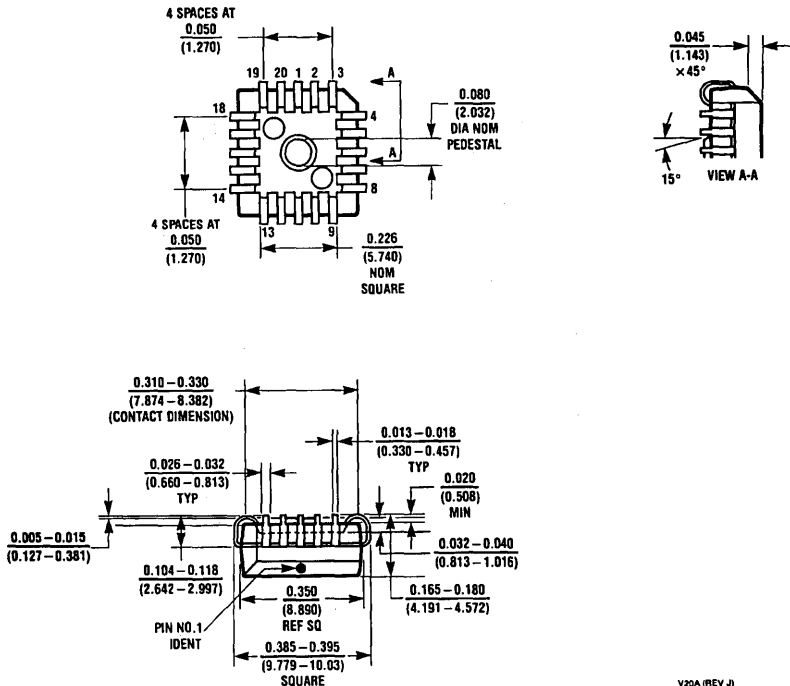 4 SPACES AT
0.050
(1.270)
19 20 1 2 3
A
18
4
0.080
(2.032)
DIA NOM
PEDESTAL
A
14
8
13
9
4 SPACES AT
0.050
(1.270)
0.226
(5.740)
NOM
SQUARE
0.045
(1.143)
×45°
15°
VIEW A-A
0.310 – 0.330
(7.874 – 8.382)
(CONTACT DIMENSION)
0.013 – 0.018
(0.330 – 0.457)
TYP
0.026 – 0.032
(0.660 – 0.813)
TYP
0.020
(0.508)
MIN
0.005 – 0.015
(0.127 – 0.381)
0.032 – 0.040
(0.813 – 1.016)
0.104 – 0.118
(2.642 – 2.997)
0.165 – 0.180
(4.191 – 4.572)
0.350
(8.890)
REF SQ
PIN NO.1
IDENT
0.385 – 0.395
(9.779 – 10.03)
SQUARE
V20A (REV J)